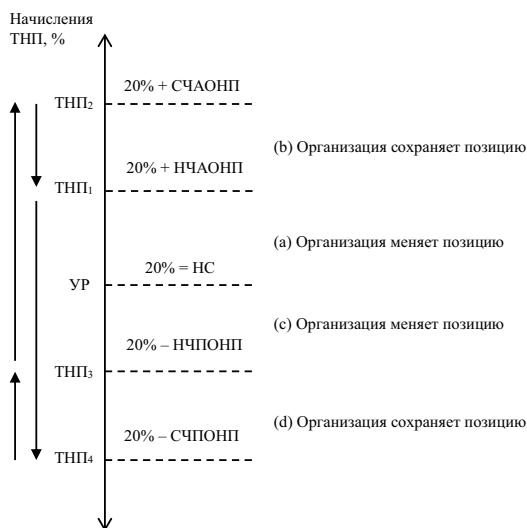 Начисления
ТНП, %
20% + СЧАОНП
ТНП₂
(b) Организация сохраняет позицию
20% + НЧАОНП
ТНП₁
(a) Организация меняет позицию
20% = НС
УР
(c) Организация меняет позицию
20% – НЧПОНП
ТНП₃
(d) Организация сохраняет позицию
20% – СЧПОНП
ТНП₄